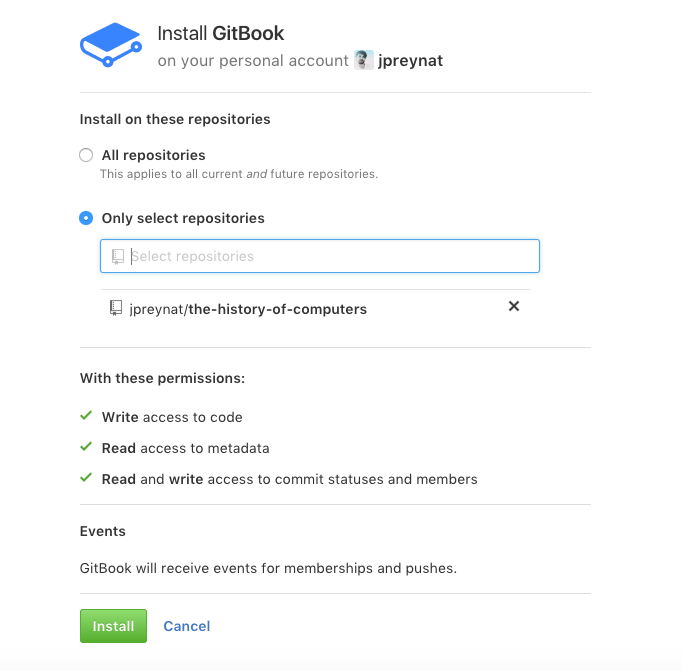 Install GitBook
on your personal account jpreynat
Install on these repositories
All repositories
This applies to all current and future repositories.
Only select repositories
Select repositories
jpreynat/the-history-of-computers
With these permissions:
Write access to code
Read access to metadata
Read and write access to commit statuses and members
Events
GitBook will receive events for memberships and pushes.
Install Cancel